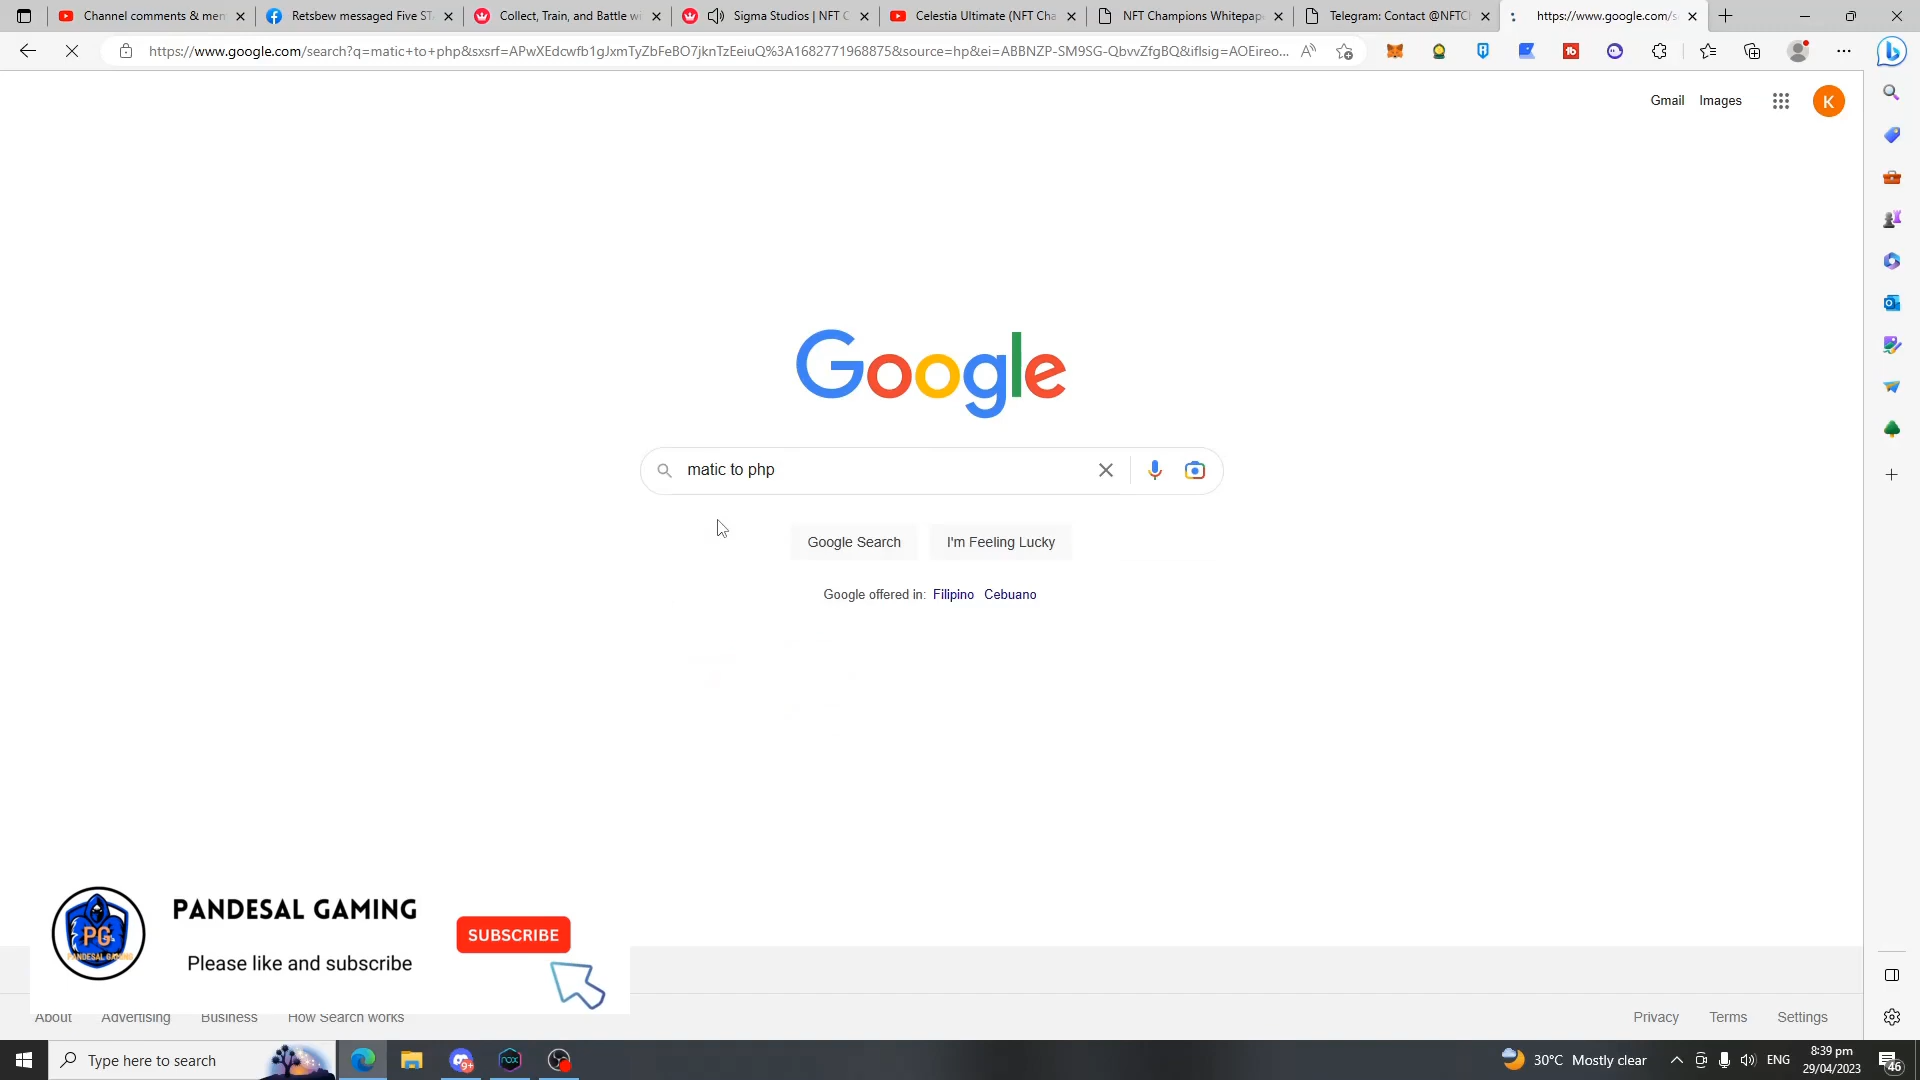 Channel comments & men
Retsbew messaged Five ST
Collect, Train, and Battle wi
Sigma Studios | NFT C
Celestia Ultimate (NFT Cha
NFT Champions Whitepap
Telegram: Contact @NFTC
https://www.google.com/s
https://www.google.com/search?q=matic+to+php&sxsrf=APwXEdcwfb1gJxmTyZbFeBO7jknTzEeiuQ%3A1682771968875&source=hp&ei=ABBNZP-SM9SG-QbvvZfgBQ&iflsig=AOEireo...
Gmail Images
K
Google
matic to php
Google Search I'm Feeling Lucky
Google offered in: Filipino Cebuano
PG
PANDESAL GAMING
PANDESAL GAMING
SUBSCRIBE
Please like and subscribe
About Advertising Business How Search works
Privacy Terms Settings
Type here to search
9+
nox
30°C Mostly clear
ENG
8:39 pm
29/04/2023
46